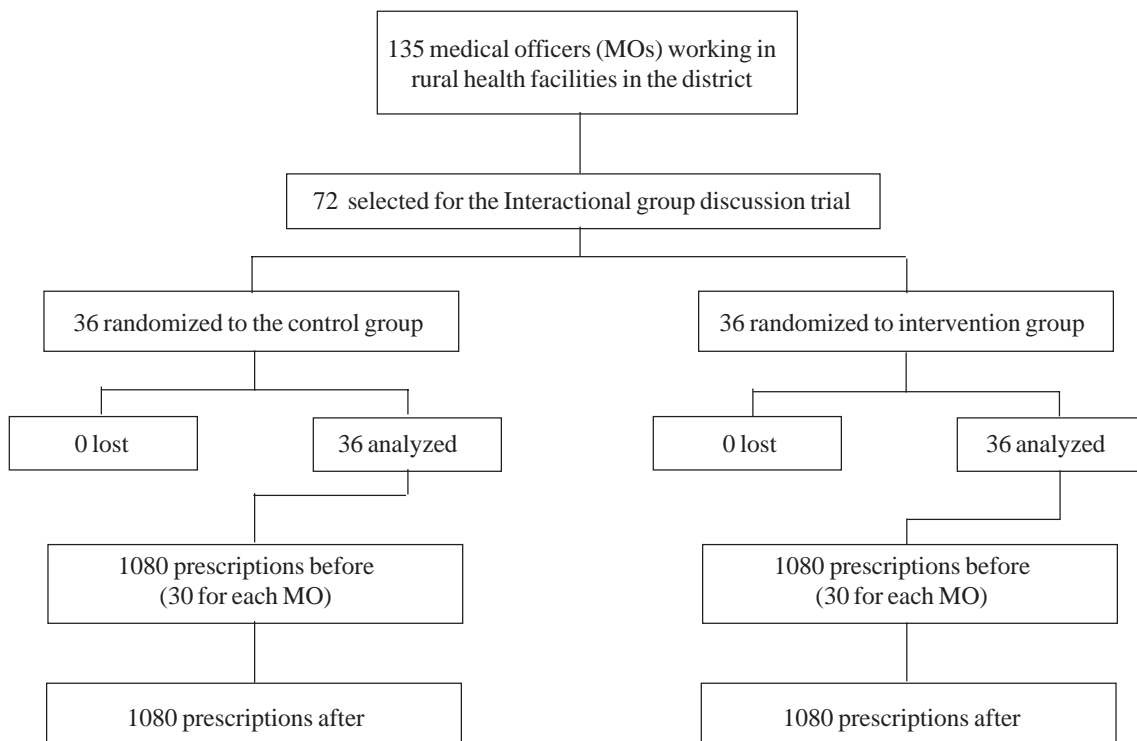 135 medical officers (MOs) working in
rural health facilities in the district
72 selected for the Interactional group discussion trial
36 randomized to the control group
36 randomized to intervention group
0 lost
36 analyzed
0 lost
36 analyzed
1080 prescriptions before
(30 for each MO)
1080 prescriptions before
(30 for each MO)
1080 prescriptions after
1080 prescriptions after